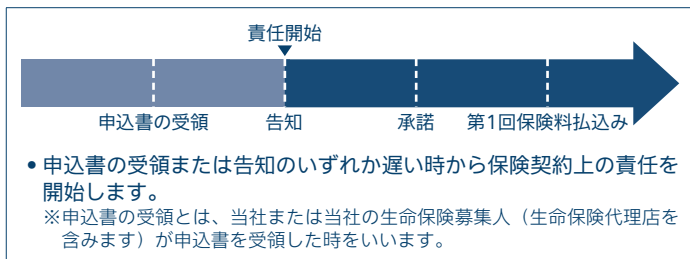 責任開始
申込書の受領
告知
承諾
第1回保険料払込み
•申込書の受領または告知のいずれか遅い時から保険契約上の責任を
開始します。
※申込書の受領とは、当社または当社の生命保険募集人（生命保険代理店を
含みます）が申込書を受領した時をいいます。